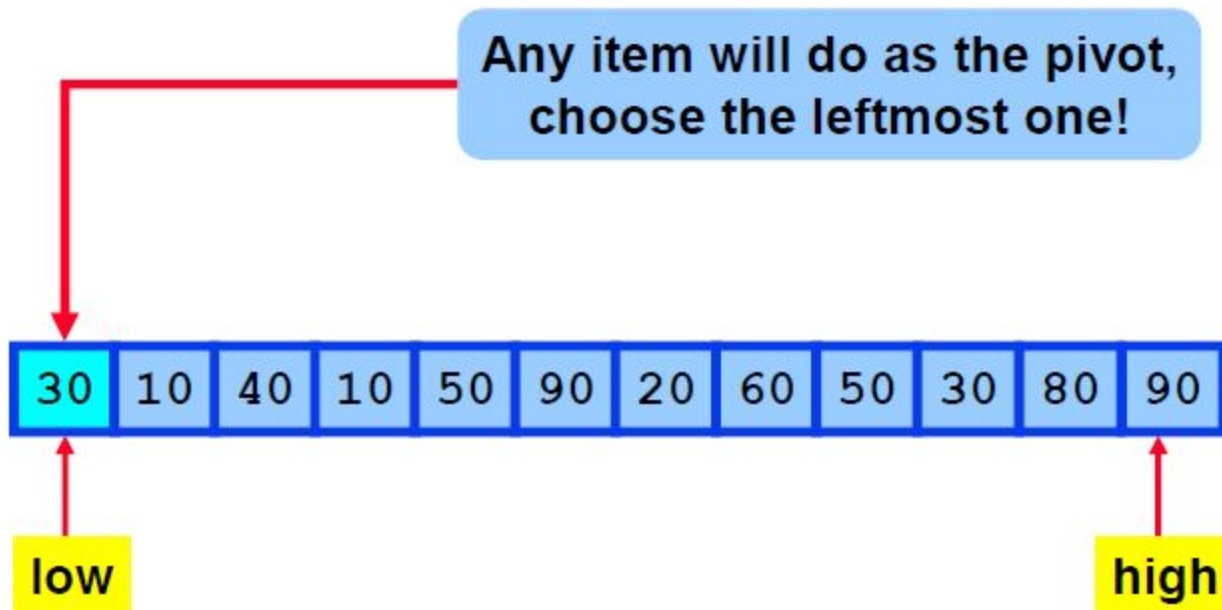 Any item will do as the pivot,
choose the leftmost one!
30 10 40 10 50 90 20 60 50 30 80 90
low high